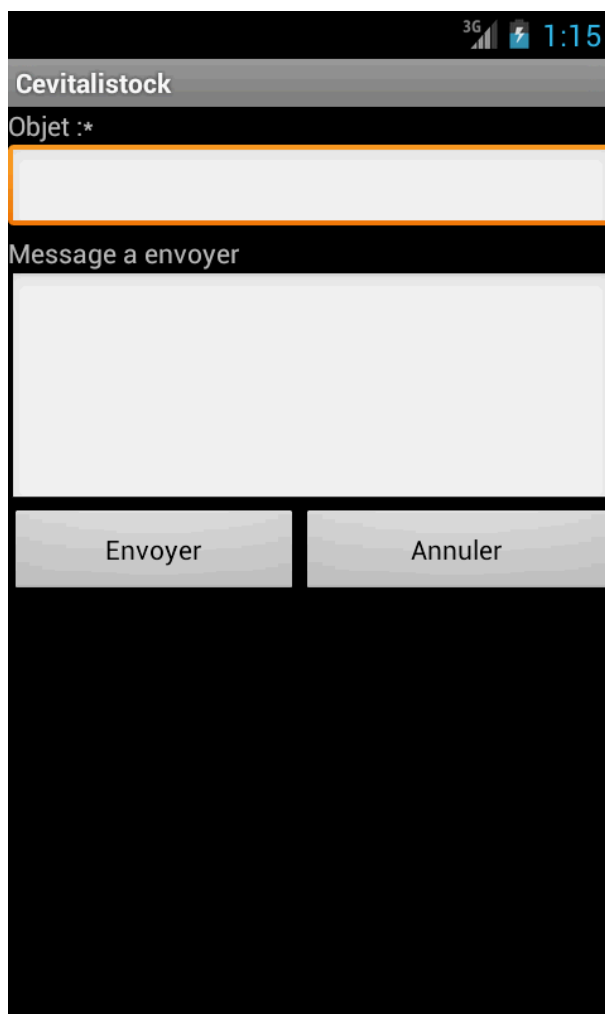 3G 1:15
Cevitalistock
Objet :*
Message a envoyer
Envoyer Annuler